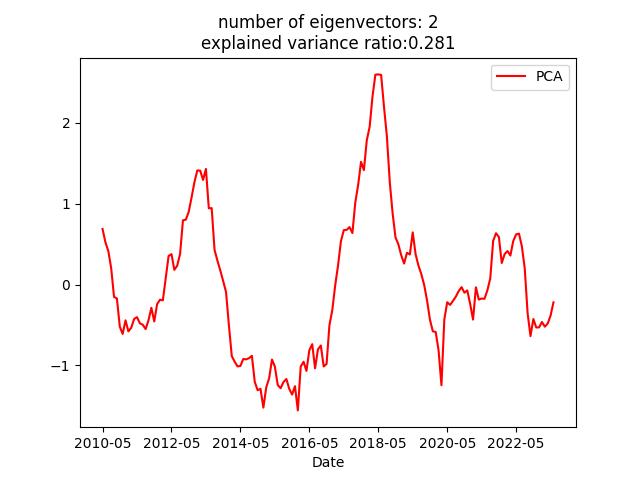 number of eigenvectors: 2
explained variance ratio:0.281
PCA
2
1
0
−1
2010-05 2012-05 2014-05 2016-05 2018-05 2020-05 2022-05
Date